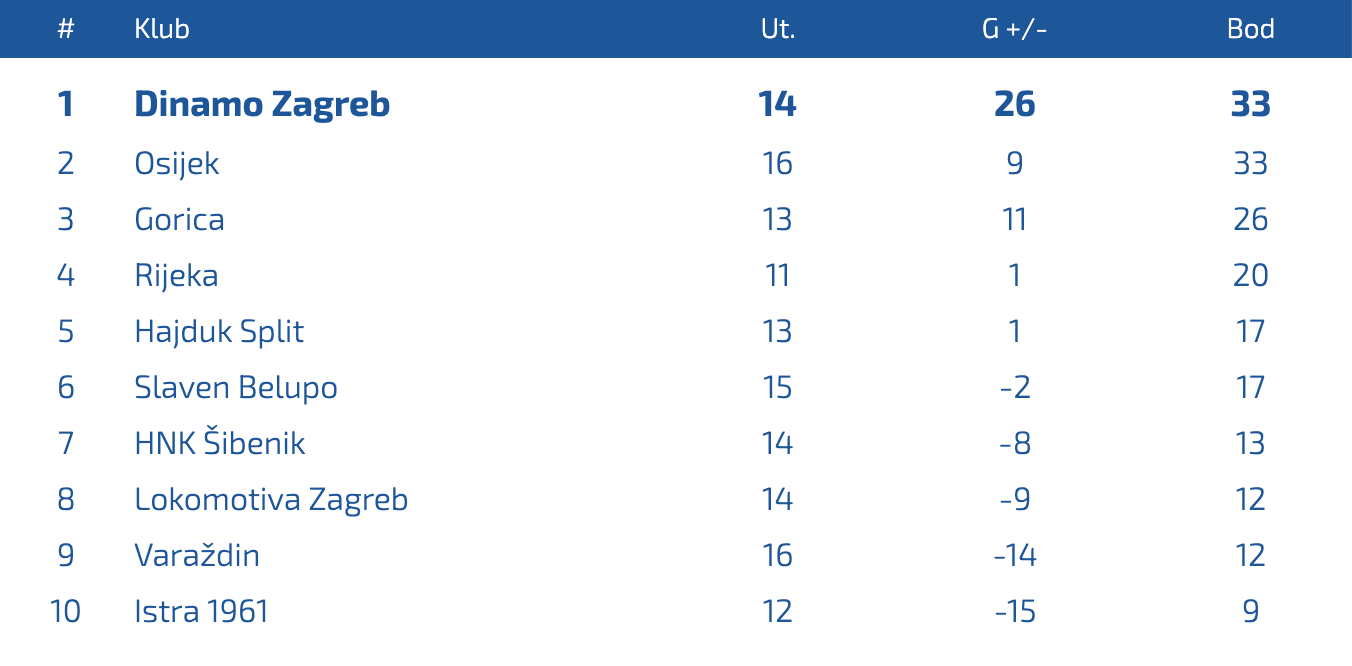 # Klub Ut. G +/- Bod
1 Dinamo Zagreb 14 26 33
2 Osijek 16 9 33
3 Gorica 13 11 26
4 Rijeka 11 1 20
5 Hajduk Split 13 1 17
6 Slaven Belupo 15 -2 17
7 HNK Šibenik 14 -8 13
8 Lokomotiva Zagreb 14 -9 12
9 Varaždin 16 -14 12
10 Istra 1961 12 -15 9